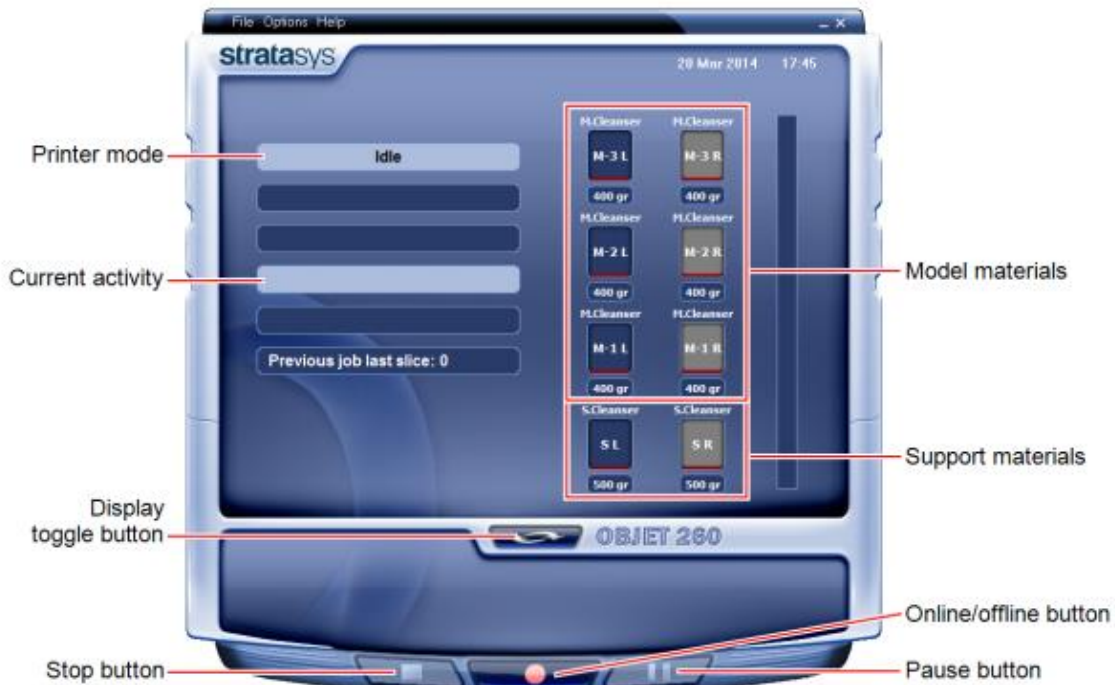 File Options Help
stratasys
20 Mar 2014 17:45
M.Cleanser M.Cleanser
Printer mode
Idle
M-3 L M-3 R
400 gr 400 gr
M.Cleanser M.Cleanser
Current activity
M-2 L M-2 R
Model materials
400 gr 400 gr
M.Cleanser M.Cleanser
Previous job last slice: 0
M-1 L M-1 R
400 gr 400 gr
S.Cleanser S.Cleanser
S L S R
Support materials
500 gr 500 gr
Display
toggle button
OBJET 260
Online/offline button
Stop button
Pause button